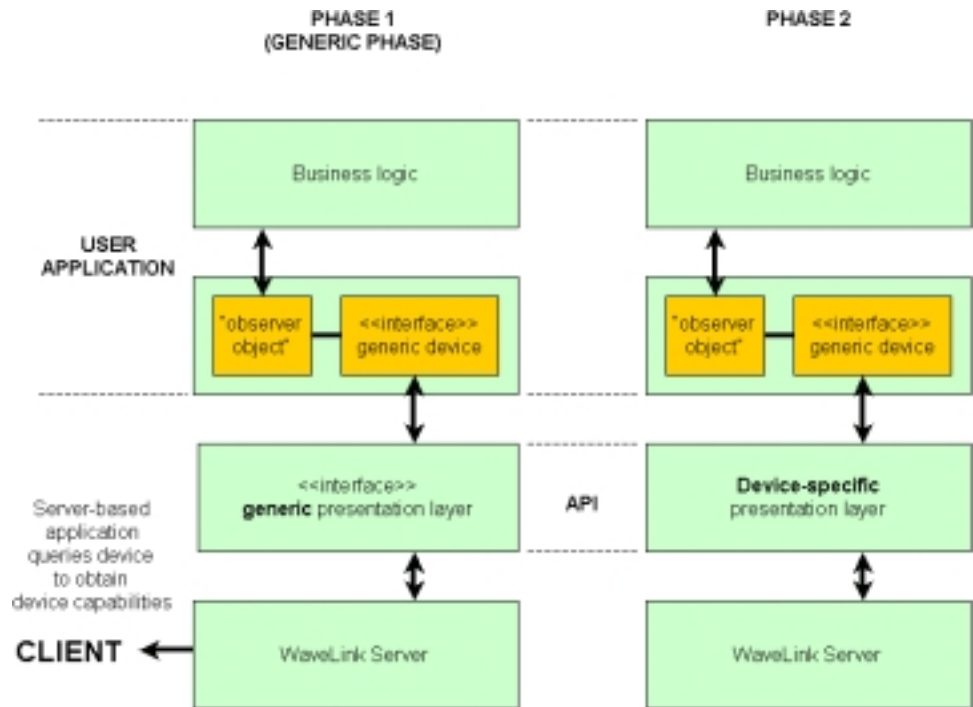 PHASE 1
(GENERIC PHASE)
PHASE 2
Business logic
Business logic
USER
APPLICATION
"observer
object"
<<interface>>
generic device
"observer
object"
<<interface>>
generic device
<<interface>>
generic presentation layer
API
Device-specific
presentation layer
Server-based
application
queries device
to obtain
device capabilities
CLIENT
WaveLink Server
WaveLink Server